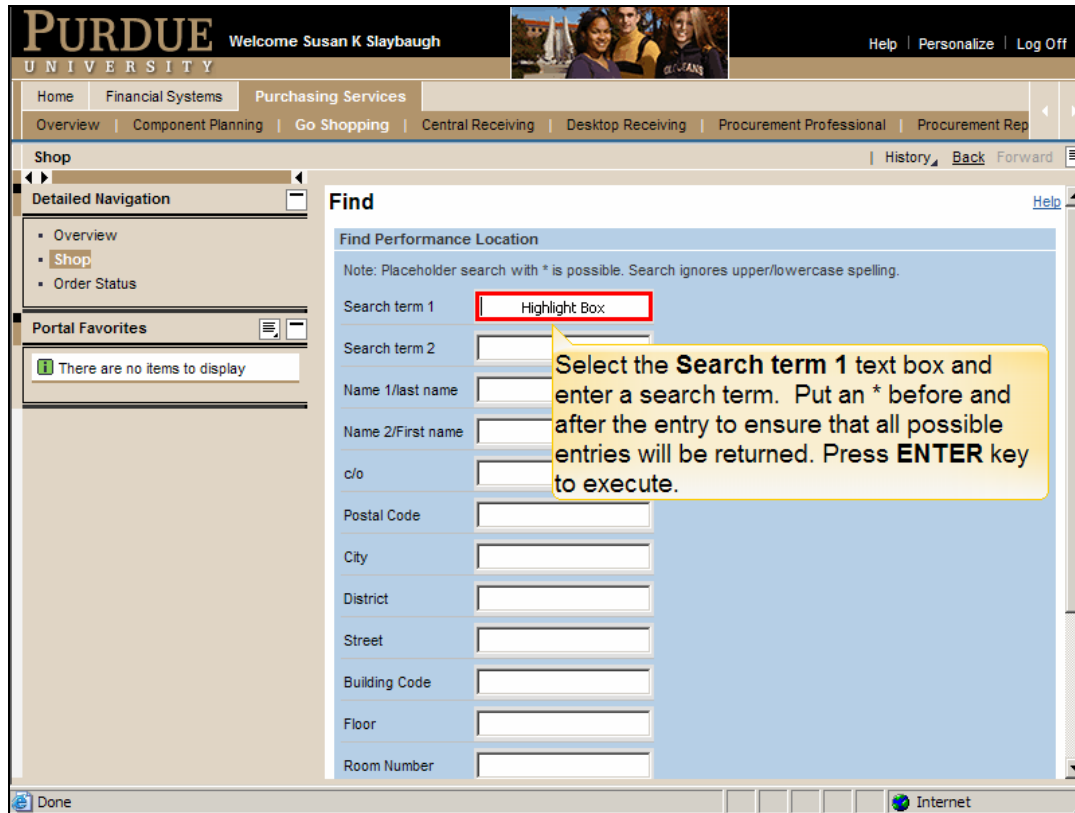 PURDUE
UNIVERSITY
Welcome Susan K Slaybaugh
Help | Personalize | Log Off
Home Financial Systems Purchasing Services
Overview | Component Planning | Go Shopping | Central Receiving | Desktop Receiving | Procurement Professional | Procurement Rep
Shop
| History Back Forward
Detailed Navigation
Overview
Shop
Order Status
Portal Favorites
There are no items to display
Find
Help
Find Performance Location
Note: Placeholder search with * is possible. Search ignores upper/lowercase spelling.
Search term 1
Highlight Box
Search term 2
Name 1/last name
Name 2/First name
c/o
Postal Code
City
District
Street
Building Code
Floor
Room Number
Select the Search term 1 text box and
enter a search term. Put an * before and
after the entry to ensure that all possible
entries will be returned. Press ENTER key
to execute.
Done
Internet